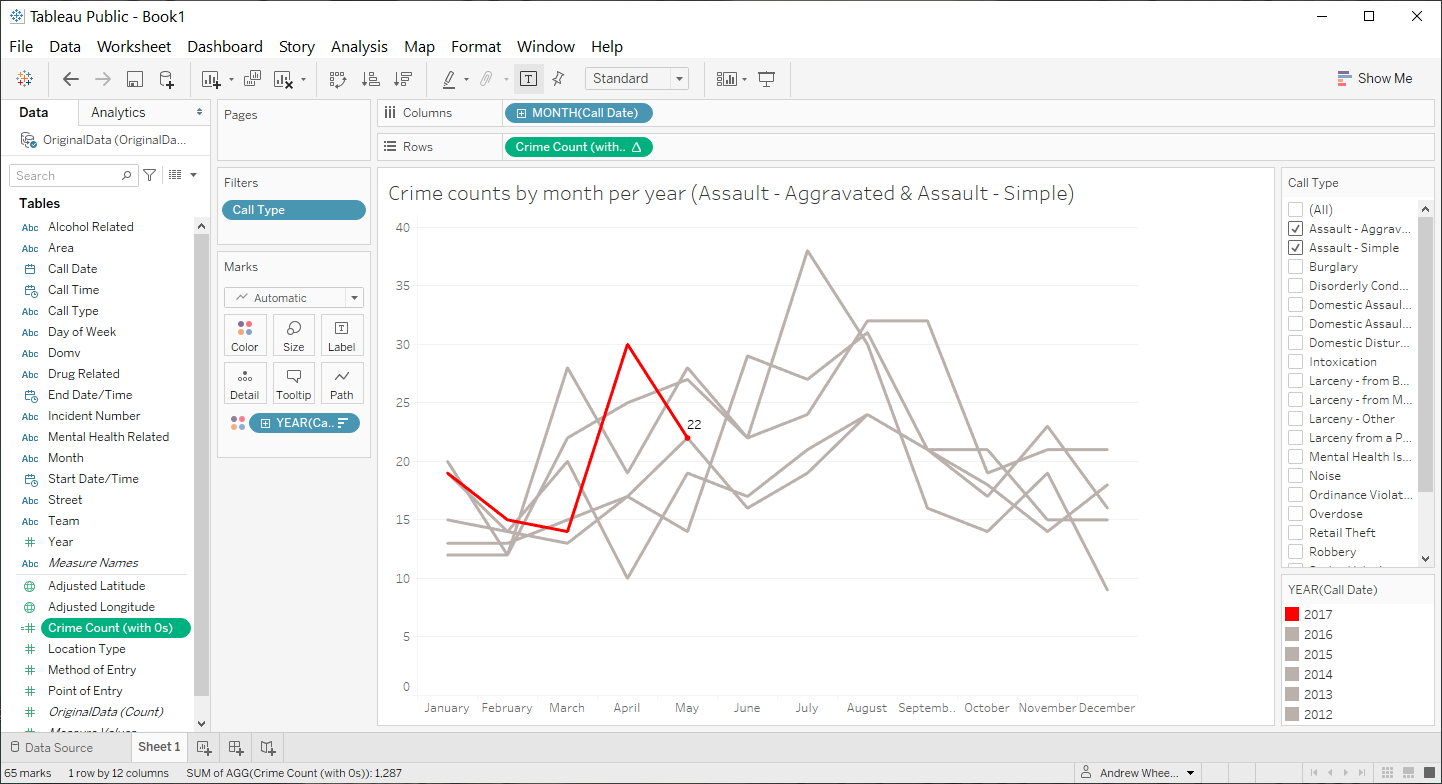 Tableau Public - Book1
File Data Worksheet Dashboard Story Analysis Map Format Window Help
Standard
Show Me
Data Analytics
OriginalData (OriginalDa...
Search
Tables
Abc Alcohol Related
Abc Area
Call Date
Call Time
Abc Call Type
Abc Day of Week
Abc Domv
Abc Drug Related
End Date/Time
Abc Incident Number
Abc Mental Health Related
Abc Month
Start Date/Time
Abc Street
Abc Team
# Year
Abc Measure Names
Adjusted Latitude
Adjusted Longitude
=# Crime Count (with 0s)
# Location Type
# Method of Entry
# Point of Entry
# OriginalData (Count)
Pages
Filters
Call Type
Marks
Automatic
Color Size Label
Detail Tooltip Path
YEAR(Ca..
Columns
MONTH(Call Date)
Rows
Crime Count (with.. Δ
Crime counts by month per year (Assault - Aggravated & Assault - Simple)
40
35
30
25
20
15
10
5
0
22
January February March April May June July August Septemb.. October November December
Call Type
(All)
Assault - Aggrav...
Assault - Simple
Burglary
Disorderly Cond...
Domestic Assaul...
Domestic Assaul...
Domestic Distur...
Intoxication
Larceny - from B...
Larceny - from M...
Larceny - Other
Larceny from a P...
Mental Health Is...
Noise
Ordinance Violat...
Overdose
Retail Theft
Robbery
YEAR(Call Date)
2017
2016
2015
2014
2013
2012
Data Source Sheet 1
65 marks 1 row by 12 columns SUM of AGG(Crime Count (with 0s)): 1,287
Andrew Whee...